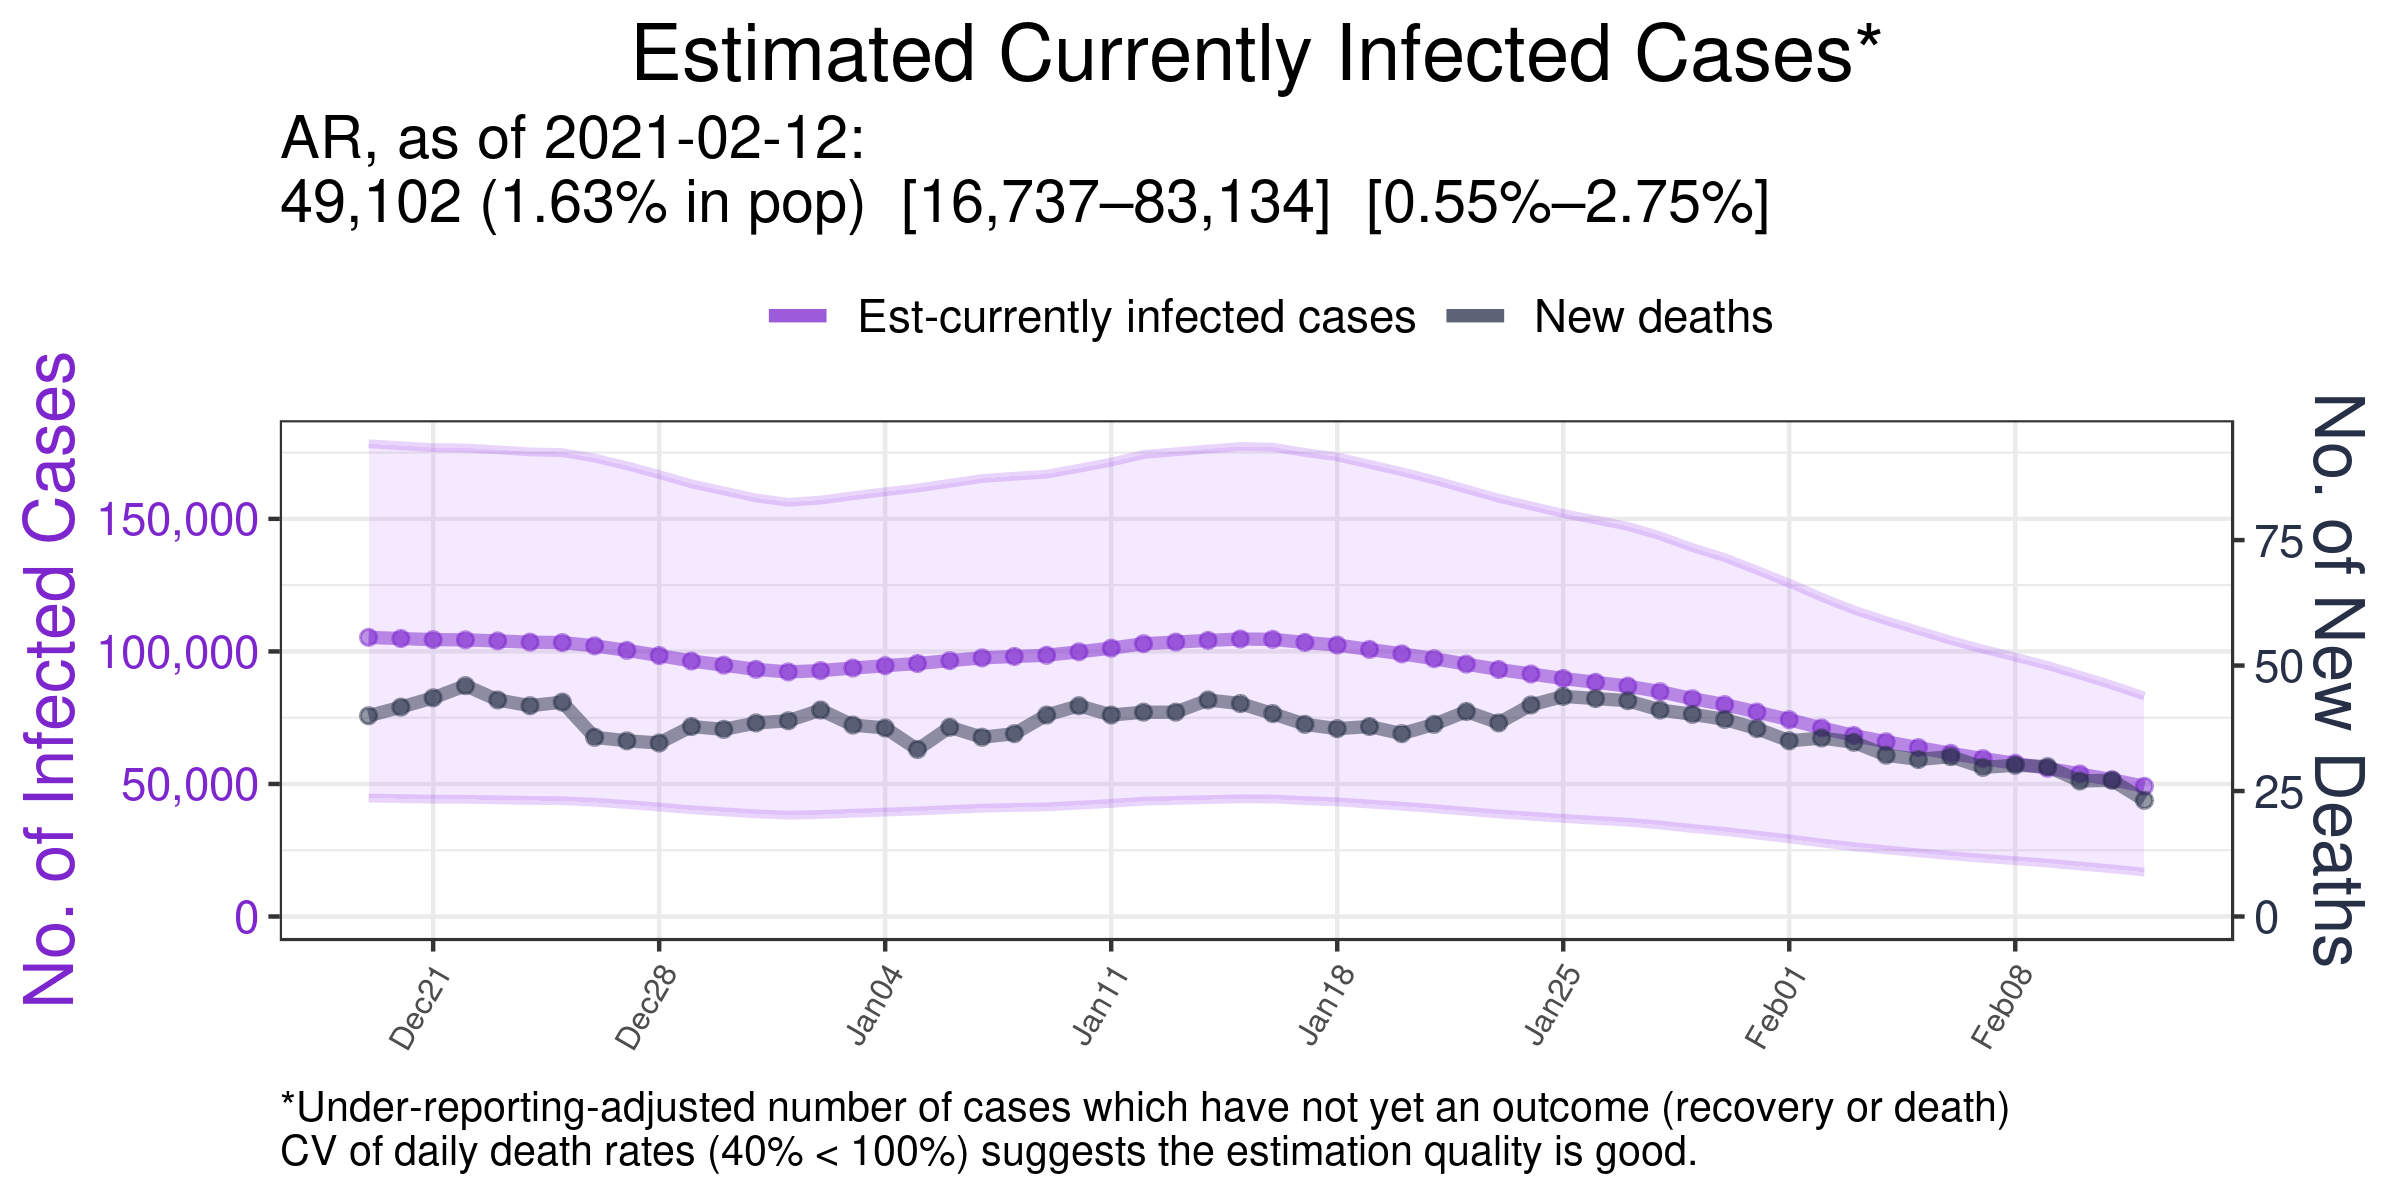 Estimated Currently Infected Cases*
AR, as of 2021-02-12:
49,102 (1.63% in pop)  [16,737–83,134]  [0.55%–2.75%]
Est-currently infected cases
New deaths
No. of Infected Cases
150,000
100,000
50,000
0
75
50
25
0
No. of New Deaths
Dec21
Dec28
Jan04
Jan11
Jan18
Jan25
Feb01
Feb08
*Under-reporting-adjusted number of cases which have not yet an outcome (recovery or death)
CV of daily death rates (40% < 100%) suggests the estimation quality is good.